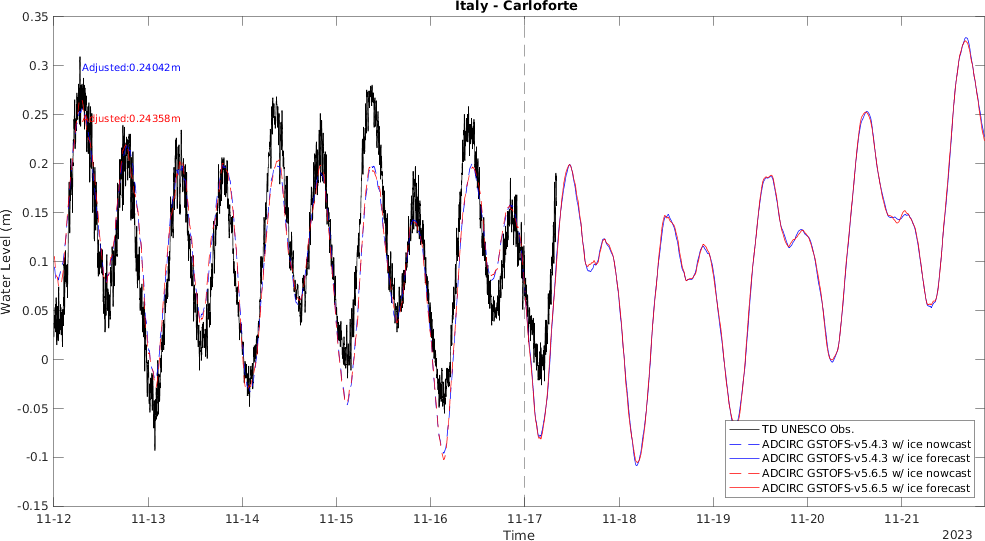 Italy - Carloforte
0.35
0.3
0.25
0.2
0.15
0.1
0.05
0
-0.05
-0.1
-0.15
Water Level (m)
Adjusted:0.24042m
Adjusted:0.24358m
TD UNESCO Obs.
ADCIRC GSTOFS-v5.4.3 w/ ice nowcast
ADCIRC GSTOFS-v5.4.3 w/ ice forecast
ADCIRC GSTOFS-v5.6.5 w/ ice nowcast
ADCIRC GSTOFS-v5.6.5 w/ ice forecast
11-12 11-13 11-14 11-15 11-16 11-17 11-18 11-19 11-20 11-21
Time
2023